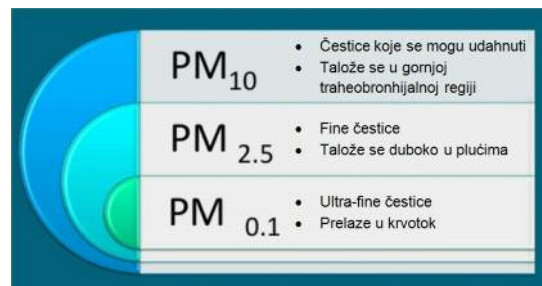 PM10
• Čestice koje se mogu udahnuti
• Talože se u gornjoj
traheobronhijalnoj regiji
PM 2.5
• Fine čestice
• Talože se duboko u plućima
PM 0.1
• Ultra-fine čestice
• Prelaze u krvotok